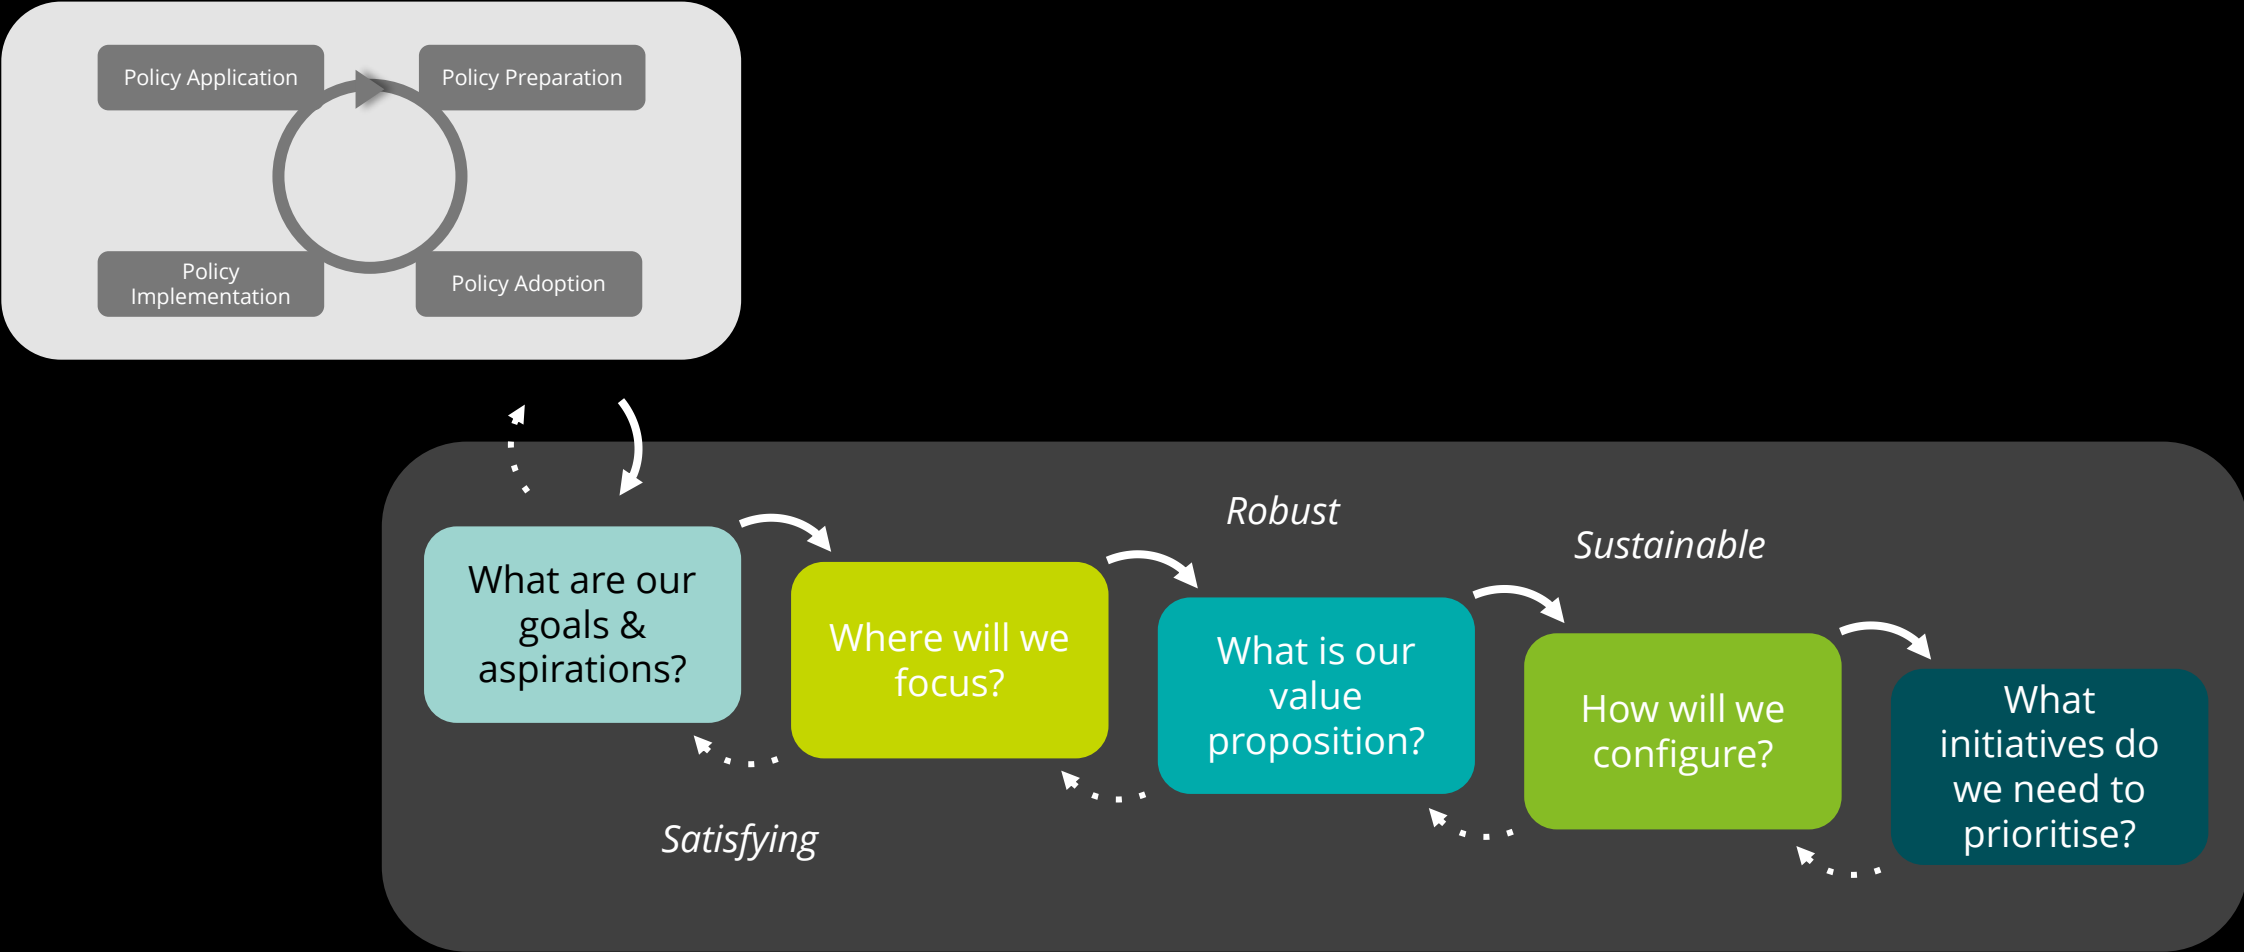 Policy Application
Policy Preparation
Policy
Implementation
Policy Adoption
Robust
Sustainable
What are our
goals &
aspirations?
Where will we
focus?
What is our
value
proposition?
How will we
configure?
What
initiatives do
we need to
prioritise?
Satisfying